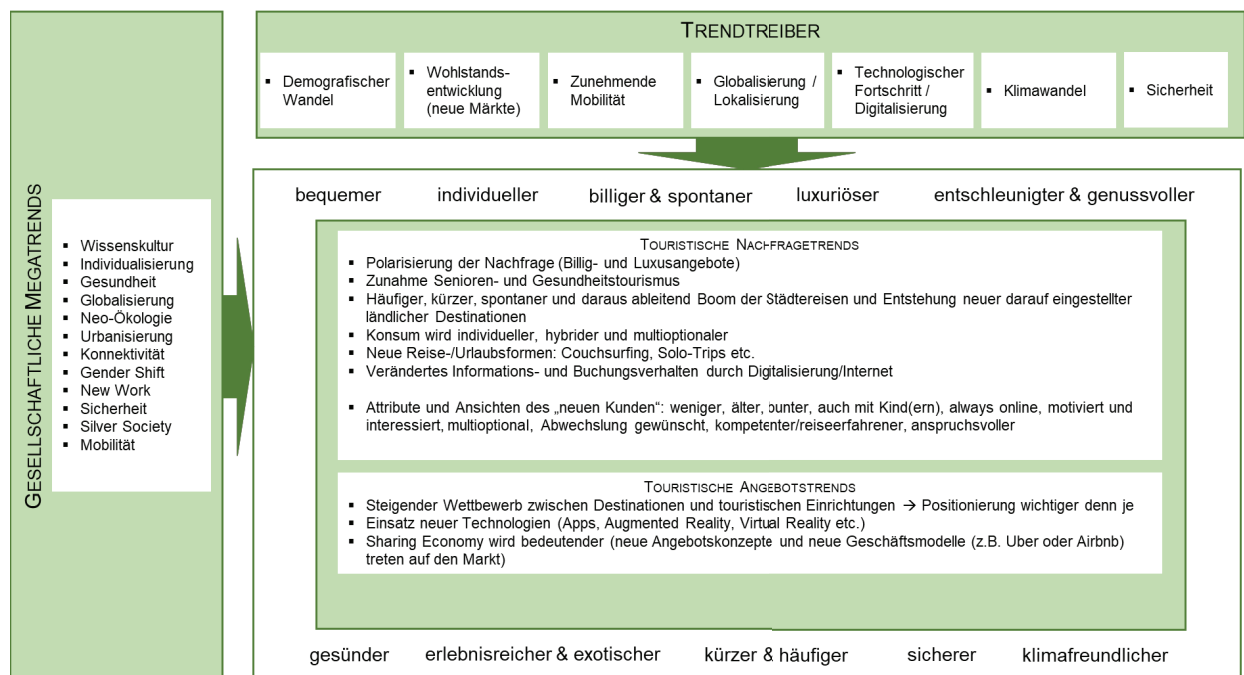 GESELLSCHAFTLICHE MEGATRENDS
▪ Wissenskultur
▪ Individualisierung
▪ Gesundheit
▪ Globalisierung
▪ Neo-Ökologie
▪ Urbanisierung
▪ Konnektivität
▪ Gender Shift
▪ New Work
▪ Sicherheit
▪ Silver Society
▪ Mobilität
TRENDTREIBER
▪ Demografischer
Wandel
▪ Wohlstands-
entwicklung
(neue Märkte)
▪ Zunehmende
Mobilität
▪ Globalisierung /
Lokalisierung
▪ Technologischer
Fortschritt /
Digitalisierung
▪ Klimawandel
▪ Sicherheit
bequemer individueller billiger & spontaner luxuriöser entschleunigter & genussvoller
TOURISTISCHE NACHFRAGETRENDS
▪ Polarisierung der Nachfrage (Billig- und Luxusangebote)
▪ Zunahme Senioren- und Gesundheitstourismus
▪ Häufiger, kürzer, spontaner und daraus ableitend Boom der Städtereisen und Entstehung neuer darauf eingestellter
ländlicher Destinationen
▪ Konsum wird individueller, hybrider und multioptionaler
▪ Neue Reise-/Urlaubsformen: Couchsurfing, Solo-Trips etc.
▪ Verändertes Informations- und Buchungsverhalten durch Digitalisierung/Internet
▪ Attribute und Ansichten des „neuen Kunden“: weniger, älter, bunter, auch mit Kind(ern), always online, motiviert und
interessiert, multioptional, Abwechslung gewünscht, kompetenter/reiseerfahrener, anspruchsvoller
TOURISTISCHE ANGEBOTSTRENDS
▪ Steigender Wettbewerb zwischen Destinationen und touristischen Einrichtungen → Positionierung wichtiger denn je
▪ Einsatz neuer Technologien (Apps, Augmented Reality, Virtual Reality etc.)
▪ Sharing Economy wird bedeutender (neue Angebotskonzepte und neue Geschäftsmodelle (z.B. Uber oder Airbnb)
treten auf den Markt)
gesünder erlebnisreicher & exotischer kürzer & häufiger sicherer klimafreundlicher